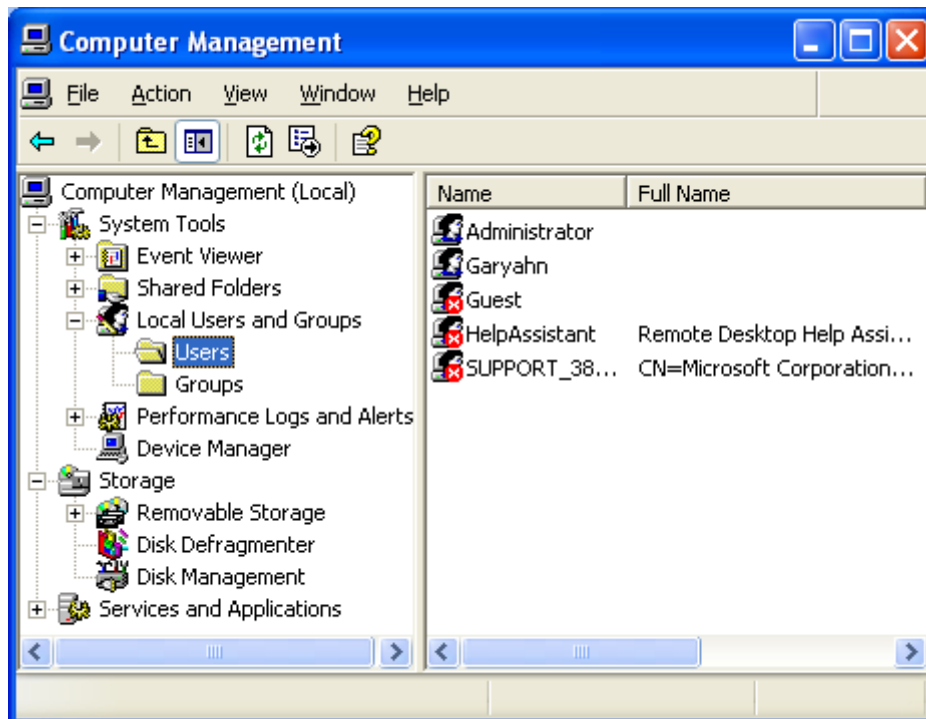 Computer Management
File Action View Window Help
Computer Management (Local)
System Tools
Event Viewer
Shared Folders
Local Users and Groups
Users
Groups
Performance Logs and Alerts
Device Manager
Storage
Removable Storage
Disk Defragmenter
Disk Management
Services and Applications
Name Full Name
Administrator
Garyahn
Guest
HelpAssistant Remote Desktop Help Assi...
SUPPORT_38... CN=Microsoft Corporation...